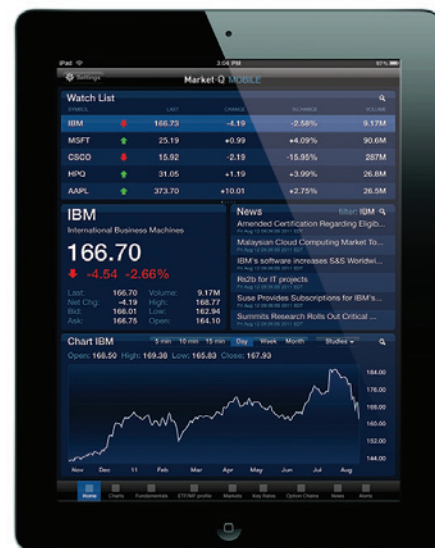 iPad 3:04 PM 97%
Settings Market-Q MOBILE
Watch List
SYMBOL LAST CHANGE %CHANGE VOLUME
IBM 166.73 -4.19 -2.58% 9.17M
MSFT 25.19 +0.99 +4.09% 90.6M
CSCO 15.92 -2.19 -15.95% 287M
HPQ 31.05 +1.19 +3.99% 26.8M
AAPL 373.70 +10.01 +2.75% 26.5M
IBM
International Business Machines
166.70
-4.54 -2.66%
Last: 166.70 Volume: 9.17M
Net Chg: -4.19 High: 168.77
Bid: 166.01 Low: 162.94
Ask: 166.75 Open: 164.10
News filter: IBM
Amended Certification Regarding Eligib...
Malaysian Cloud Computing Market To...
IBM's software increases S&S Worldwi...
Rs2b for IT projects
Suse Provides Subscriptions for IBM's...
Summits Research Rolls Out Critical ...
Chart IBM 5 min 10 min 15 min Day Week Month Studies
Open: 168.50 High: 169.38 Low: 165.83 Close: 167.93
184.00
176.00
168.00
160.00
152.00
144.00
Nov Dec 11 Feb Mar Apr May Jun Jul Aug
Home Charts Fundamentals ETF/MF profile Markets Key Rates Option Chains News Alerts